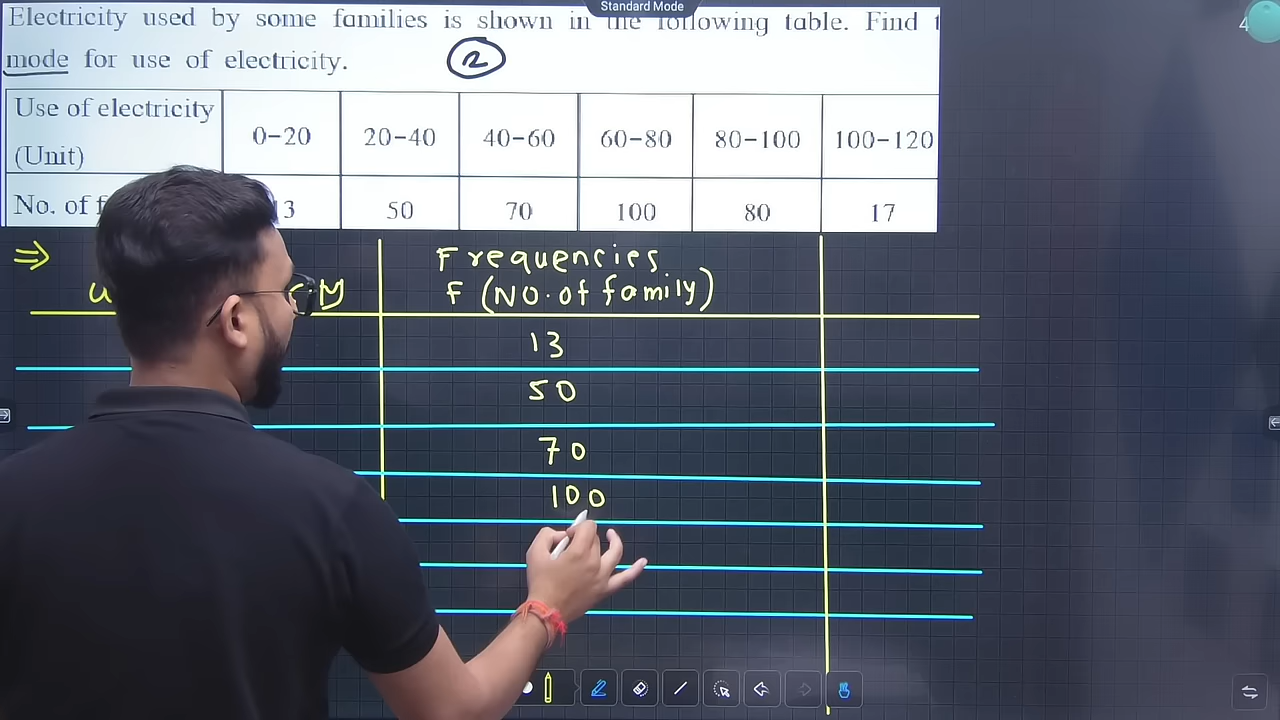 Standard Mode
Electricity used by some families is shown in the following table. Find
mode for use of electricity.
2
Use of electricity (Unit) 0-20 20-40 40-60 60-80 80-100 100-120
No. of 13 50 70 100 80 17
⇒
Frequencies
F (No. of family)
13
50
70
100
4